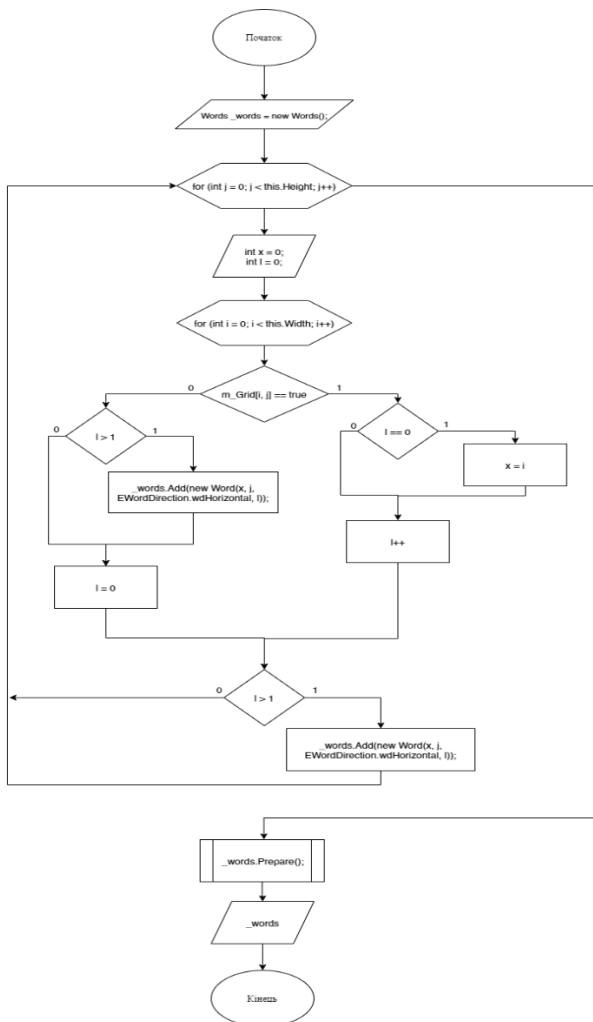 Початок
Words _words = new Words();
for (int j = 0; j < this.Height; j++)
int x = 0;
int l = 0;
for (int i = 0; i < this.Width; i++)
0
m_Grid[i, j] == true
1
0
l > 1
1
0
l == 0
1
_words.Add(new Word(x, j,
EWordDirection.wdHorizontal, l));
x = i
l++
l = 0
0
l > 1
1
_words.Add(new Word(x, j,
EWordDirection.wdHorizontal, l));
_words.Prepare();
_words
Кінець